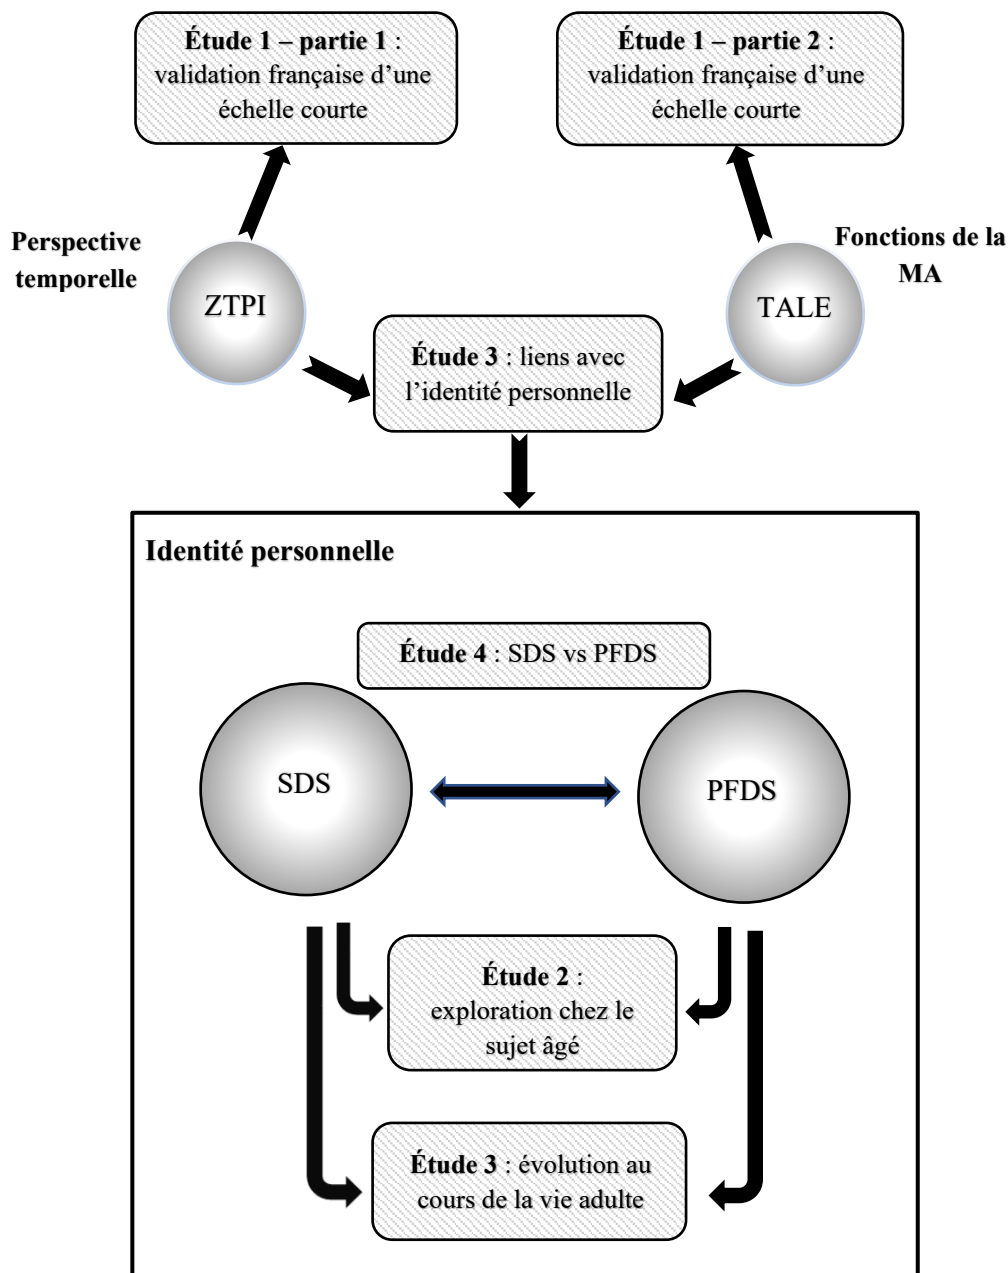 Étude 1 – partie 1 :
validation française d’une
échelle courte
Étude 1 – partie 2 :
validation française d’une
échelle courte
Perspective
temporelle
ZTPI
TALE
Fonctions de la
MA
Étude 3 : liens avec
l’identité personnelle
Identité personnelle
Étude 4 : SDS vs PFDS
SDS
PFDS
Étude 2 :
exploration chez le
sujet âgé
Étude 3 : évolution au
cours de la vie adulte